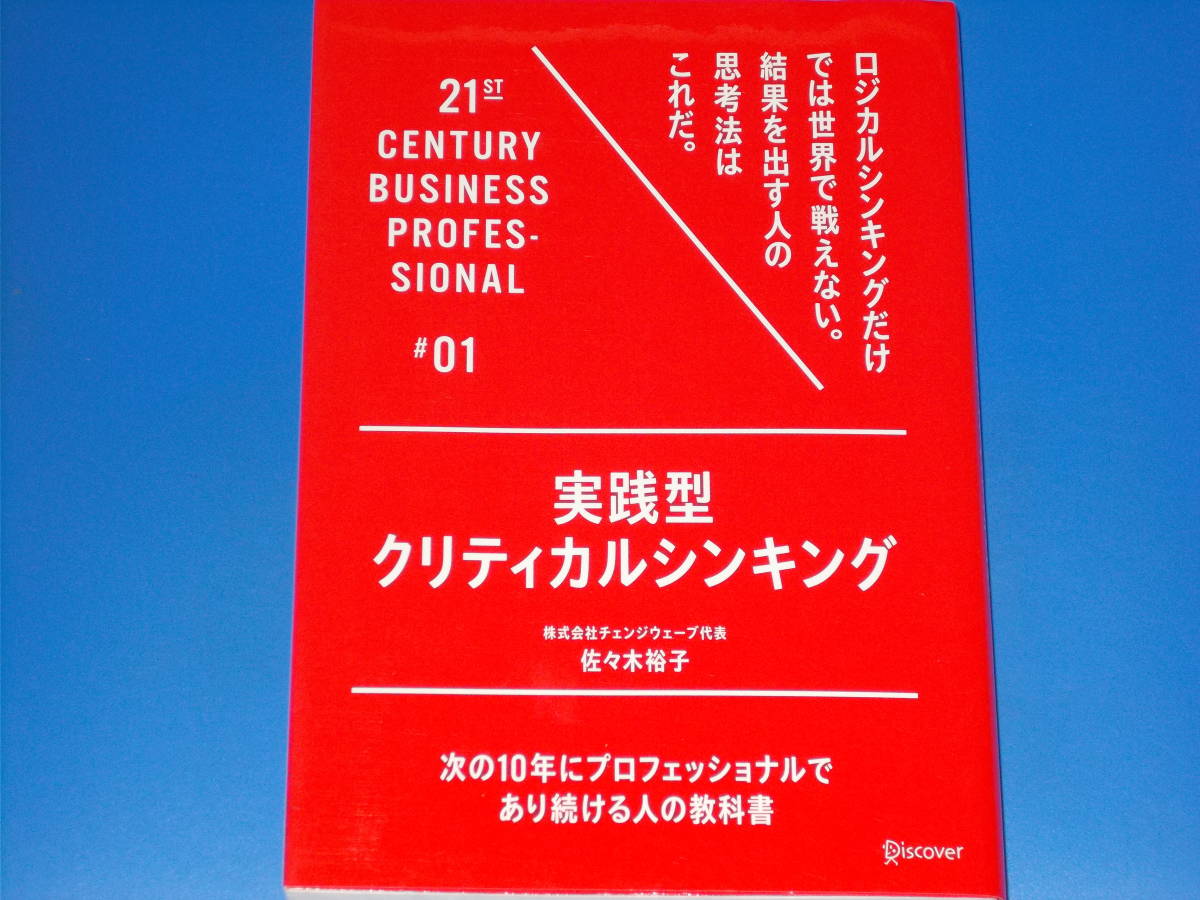 21ST
CENTURY
BUSINESS
PROFES-
SIONAL
#01
ロジカルシンキングだけ
では世界で戦えない。
結果を出す人の
思考法は
これだ。
実践型
クリティカルシンキング
株式会社チェンジウェーブ代表
佐々木裕子
次の10年にプロフェッショナルで
あり続ける人の教科書
Discover